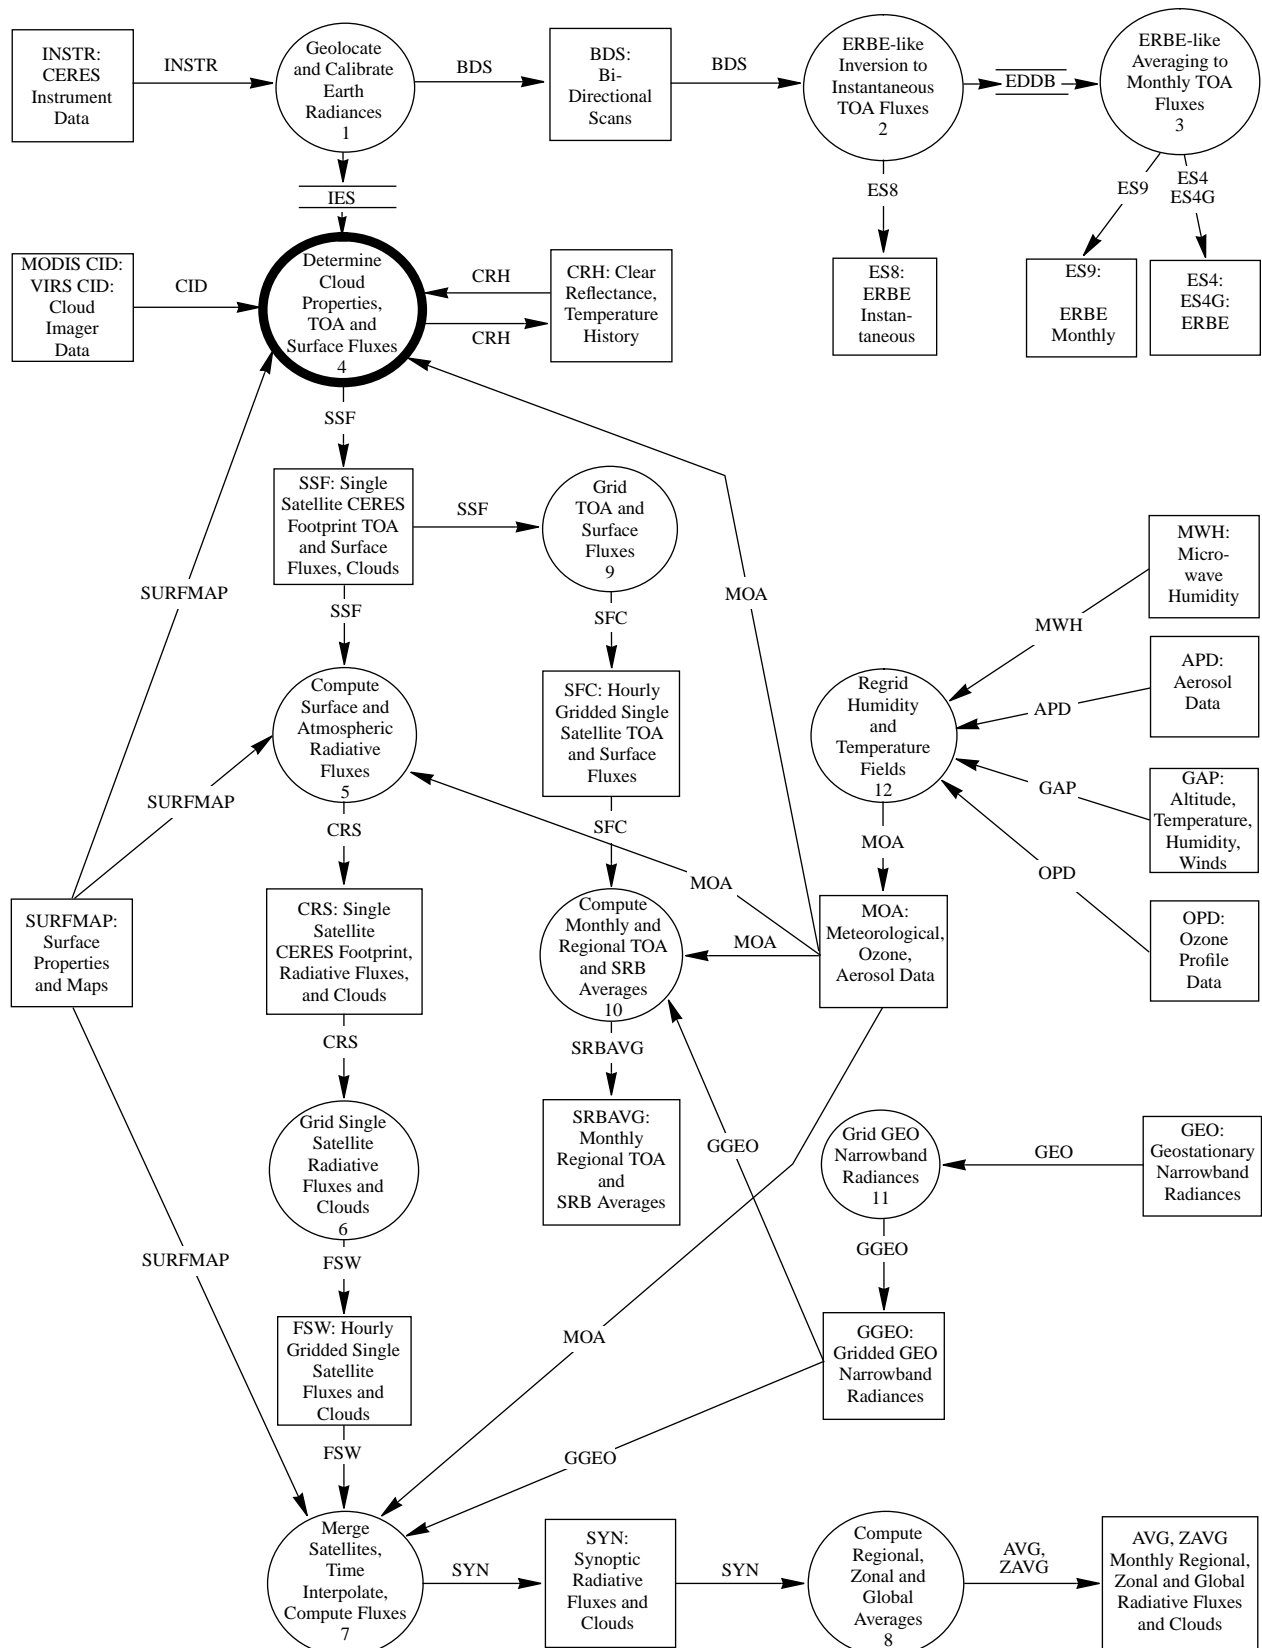 INSTR:
CERES
Instrument
Data
INSTR
Geolocate
and Calibrate
Earth
Radiances
1
BDS
BDS:
Bi-
Directional
Scans
BDS
ERBE-like
Inversion to
Instantaneous
TOA Fluxes
2
EDDB
ERBE-like
Averaging to
Monthly TOA
Fluxes
3
IES
ES8
ES9
ES4
ES4G
MODIS CID:
VIRS CID:
Cloud
Imager
Data
CID
Determine
Cloud
Properties,
TOA and
Surface Fluxes
4
CRH
CRH
CRH: Clear
Reflectance,
Temperature
History
ES8:
ERBE
Instan-
taneous
ES9:
ERBE
Monthly
ES4:
ES4G:
ERBE
SSF
SSF: Single
Satellite CERES
Footprint TOA
and Surface
Fluxes, Clouds
SSF
Grid
TOA and
Surface
Fluxes
9
MWH:
Micro-
wave
Humidity
SURFMAP
SSF
SFC
MOA
MWH
Compute
Surface and
Atmospheric
Radiative
Fluxes
5
SFC: Hourly
Gridded Single
Satellite TOA
and Surface
Fluxes
Regrid
Humidity
and
Temperature
Fields
12
APD
APD:
Aerosol
Data
SURFMAP
GAP
GAP:
Altitude,
Temperature,
Humidity,
Winds
CRS
SFC
MOA
MOA
OPD
SURFMAP:
Surface
Properties
and Maps
CRS: Single
Satellite
CERES Footprint,
Radiative Fluxes,
and Clouds
Compute
Monthly and
Regional TOA
and SRB
Averages
10
MOA
MOA:
Meteorological,
Ozone,
Aerosol Data
OPD:
Ozone
Profile
Data
CRS
SRBAVG
Grid Single
Satellite
Radiative
Fluxes and
Clouds
6
SRBAVG:
Monthly
Regional TOA
and
SRB Averages
GGEO
Grid GEO
Narrowband
Radiances
11
GEO
GEO:
Geostationary
Narrowband
Radiances
SURFMAP
FSW
GGEO
FSW: Hourly
Gridded Single
Satellite
Fluxes and
Clouds
MOA
GGEO:
Gridded GEO
Narrowband
Radiances
FSW
GGEO
Merge
Satellites,
Time
Interpolate,
Compute Fluxes
7
SYN
SYN:
Synoptic
Radiative
Fluxes and
Clouds
SYN
Compute
Regional,
Zonal and
Global
Averages
8
AVG,
ZAVG
AVG, ZAVG
Monthly Regional,
Zonal and Global
Radiative Fluxes
and Clouds